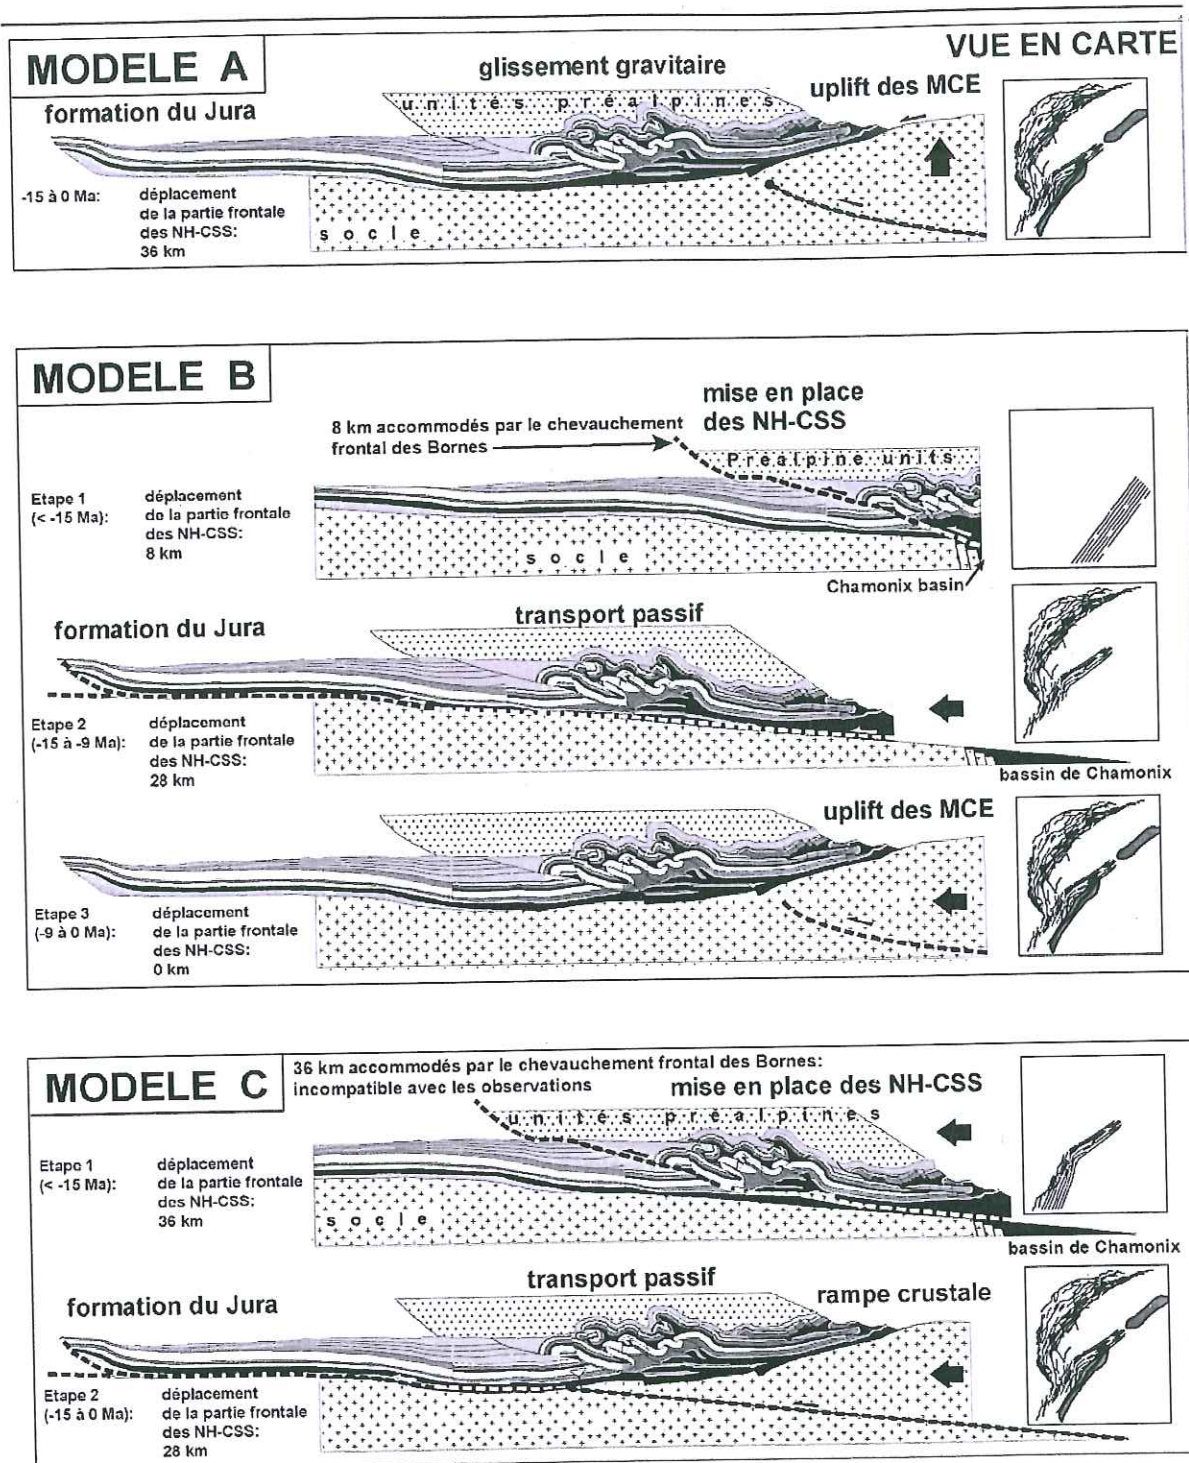 MODELE A
VUE EN CARTE
glissement gravitaire
uplift des MCE
unités préalpines
formation du Jura
-15 à 0 Ma:
déplacement
de la partie frontale
des NH-CSS:
36 km
socle
MODELE B
mise en place
des NH-CSS
8 km accommodés par le chevauchement
frontal des Bornes
Préalpine units
Etape 1
(< -15 Ma):
déplacement
de la partie frontale
des NH-CSS:
8 km
socle
Chamonix basin
transport passif
formation du Jura
Etape 2
(-15 à -9 Ma):
déplacement
de la partie frontale
des NH-CSS:
28 km
bassin de Chamonix
uplift des MCE
Etape 3
(-9 à 0 Ma):
déplacement
de la partie frontale
des NH-CSS:
0 km
MODELE C
36 km accommodés par le chevauchement frontal des Bornes:
incompatible avec les observations
mise en place des NH-CSS
unités préalpines
Etape 1
(< -15 Ma):
déplacement
de la partie frontale
des NH-CSS:
36 km
socle
bassin de Chamonix
transport passif
rampe crustale
formation du Jura
Etape 2
(-15 à 0 Ma):
déplacement
de la partie frontale
des NH-CSS:
28 km